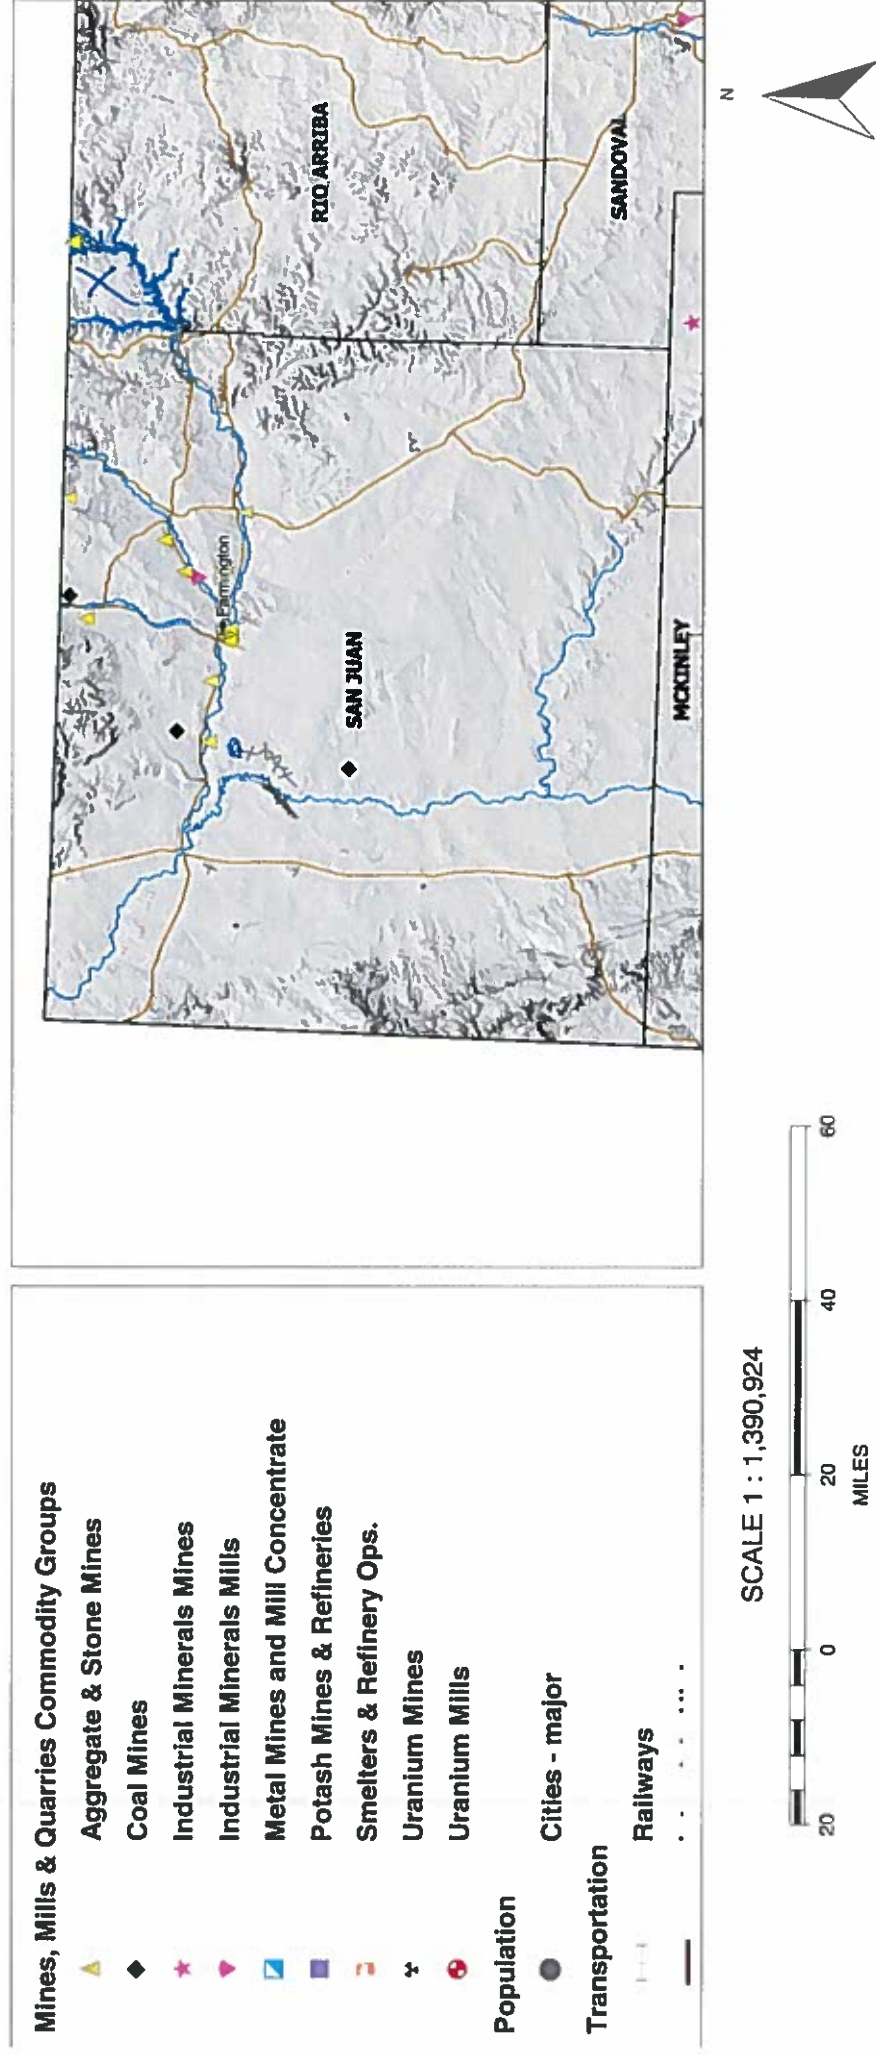 Mines, Mills & Quarries Commodity Groups
Aggregate & Stone Mines
Coal Mines
Industrial Minerals Mines
Industrial Minerals Mills
Metal Mines and Mill Concentrate
Potash Mines & Refineries
Smelters & Refinery Ops.
Uranium Mines
Uranium Mills
Population
Cities - major
Transportation
Railways
Farmington
SAN JUAN
RIO ARRIBA
SANDOVAL
MCKINLEY
SCALE 1 : 1,390,924
20 0 20 40 60
MILES
N